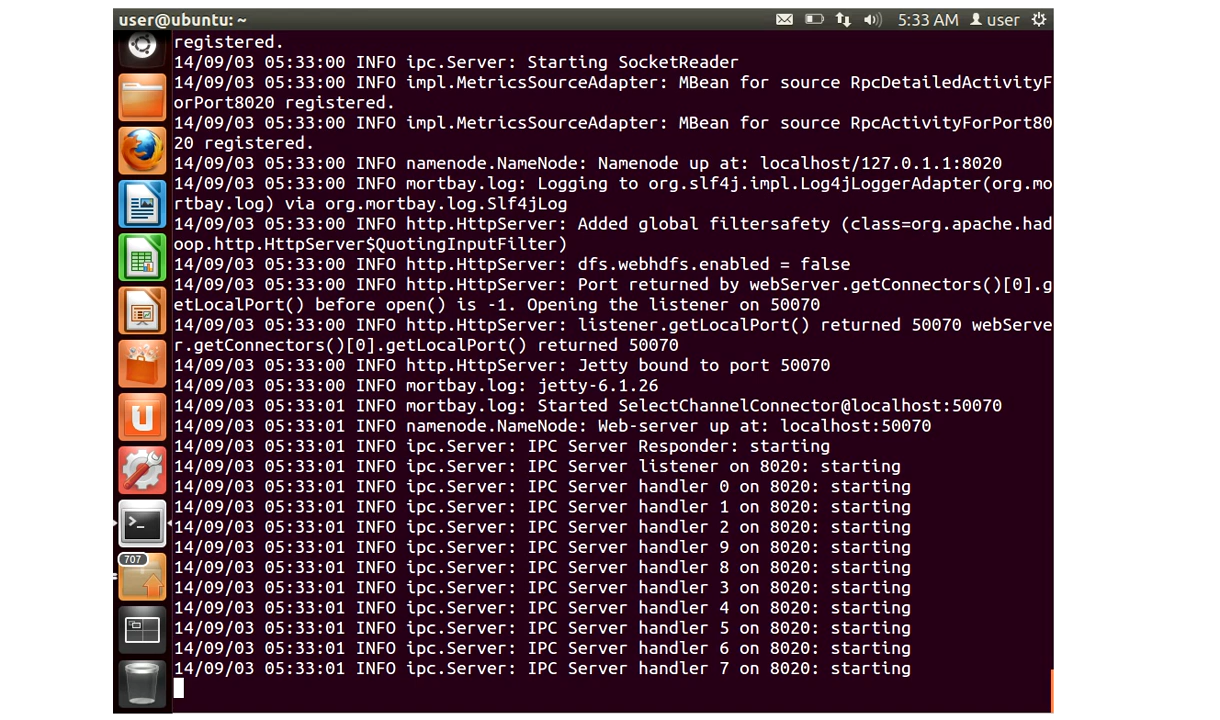 user@ubuntu: ~
5:33 AM user
registered.
14/09/03 05:33:00 INFO ipc.Server: Starting SocketReader
14/09/03 05:33:00 INFO impl.MetricsSourceAdapter: MBean for source RpcDetailedActivityF
orPort8020 registered.
14/09/03 05:33:00 INFO impl.MetricsSourceAdapter: MBean for source RpcActivityForPort80
20 registered.
14/09/03 05:33:00 INFO namenode.NameNode: Namenode up at: localhost/127.0.1.1:8020
14/09/03 05:33:00 INFO mortbay.log: Logging to org.slf4j.impl.Log4jLoggerAdapter(org.mo
rtbay.log) via org.mortbay.log.Slf4jLog
14/09/03 05:33:00 INFO http.HttpServer: Added global filtersafety (class=org.apache.had
oop.http.HttpServer$QuotingInputFilter)
14/09/03 05:33:00 INFO http.HttpServer: dfs.webhdfs.enabled = false
14/09/03 05:33:00 INFO http.HttpServer: Port returned by webServer.getConnectors()[0].g
etLocalPort() before open() is -1. Opening the listener on 50070
14/09/03 05:33:00 INFO http.HttpServer: listener.getLocalPort() returned 50070 webServe
r.getConnectors()[0].getLocalPort() returned 50070
14/09/03 05:33:00 INFO http.HttpServer: Jetty bound to port 50070
14/09/03 05:33:00 INFO mortbay.log: jetty-6.1.26
14/09/03 05:33:01 INFO mortbay.log: Started SelectChannelConnector@localhost:50070
14/09/03 05:33:01 INFO namenode.NameNode: Web-server up at: localhost:50070
14/09/03 05:33:01 INFO ipc.Server: IPC Server Responder: starting
14/09/03 05:33:01 INFO ipc.Server: IPC Server listener on 8020: starting
14/09/03 05:33:01 INFO ipc.Server: IPC Server handler 0 on 8020: starting
14/09/03 05:33:01 INFO ipc.Server: IPC Server handler 1 on 8020: starting
14/09/03 05:33:01 INFO ipc.Server: IPC Server handler 2 on 8020: starting
14/09/03 05:33:01 INFO ipc.Server: IPC Server handler 9 on 8020: starting
14/09/03 05:33:01 INFO ipc.Server: IPC Server handler 8 on 8020: starting
14/09/03 05:33:01 INFO ipc.Server: IPC Server handler 3 on 8020: starting
14/09/03 05:33:01 INFO ipc.Server: IPC Server handler 4 on 8020: starting
14/09/03 05:33:01 INFO ipc.Server: IPC Server handler 5 on 8020: starting
14/09/03 05:33:01 INFO ipc.Server: IPC Server handler 6 on 8020: starting
14/09/03 05:33:01 INFO ipc.Server: IPC Server handler 7 on 8020: starting
707